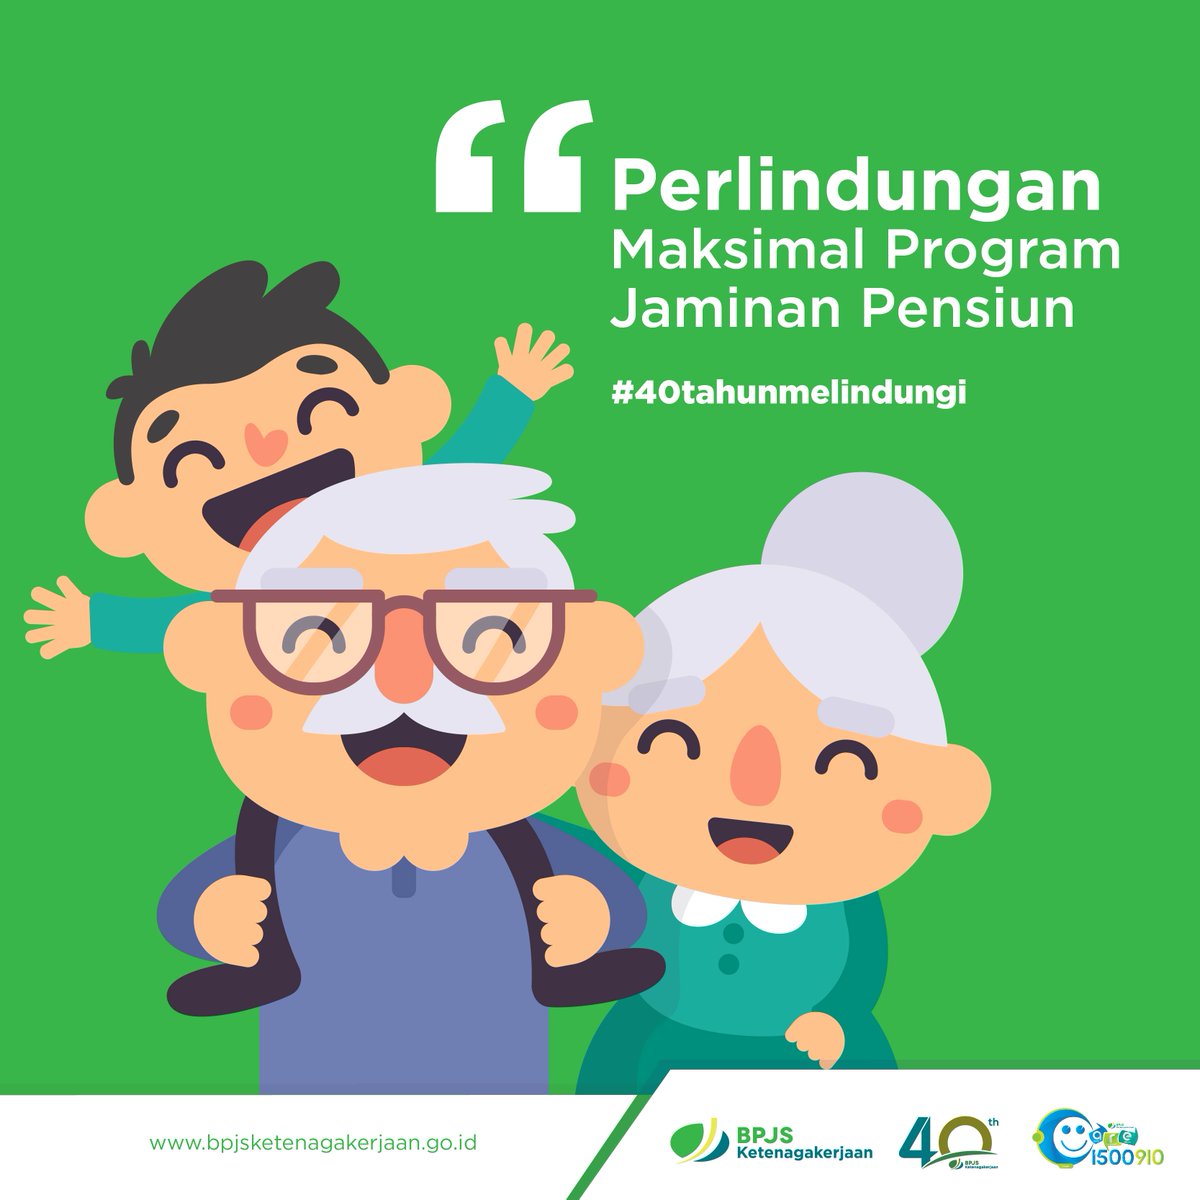 “
Perlindungan
Maksimal Program
Jaminan Pensiun
#40tahunmelindungi
www.bpjsketenagakerjaan.go.id
BPJS
Ketenagakerjaan
40th
BPJS
Ketenagakerjaan
Care
1500910